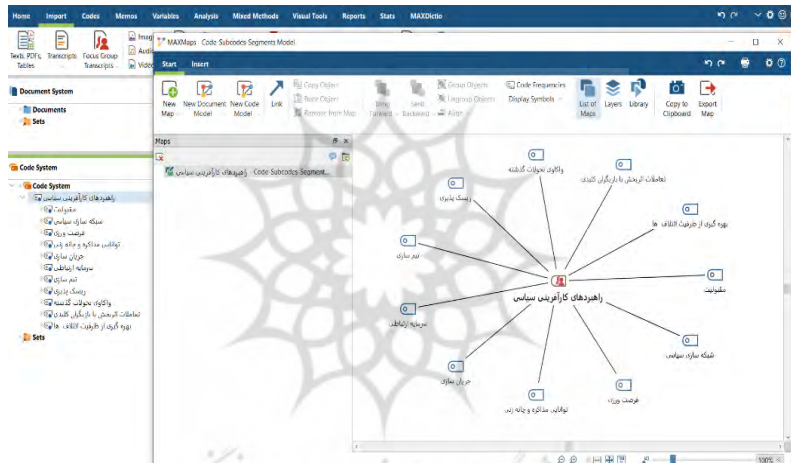 Home Import Codes Memos Variables Analysis Mixed Methods Visual Tools Reports Stats MAXDictio
Texts, PDFs, Tables
Transcripts
Focus Group Transcripts
MAXMaps Code-Subcodes-Segments Model
Start Insert
New Map
New Document Model
New Code Model
Link
Copy Object
Paste Object
Remove from Map
Bring Forward
Send Backward
Group Objects
Ungroup Objects
Align
Code Frequencies
Display Symbols
List of Maps
Layers
Library
Copy to Clipboard
Export Map
Document System
Documents
Sets
Code System
Code System
راهبردهای کارآفرینی سیاسی
مقبولیت
شبکه سازی سیاسی
فرصت ورزی
توانایی مذاکره و چانه زنی
جریان سازی
سرمایه ارتباطی
تیم سازی
ریسک پذیری
واکاوی تحولات گذشته
تعاملات اثربخش با بازیگران کلیدی
بهره گیری از ظرفیت ائتلاف ها
Sets
Maps
راهبردهای کارآفرینی سیاسی - Code-Subcodes-Segment...
واکاوی تحولات گذشته
تعاملات اثربخش با بازیگران کلیدی
ریسک پذیری
بهره گیری از ظرفیت ائتلاف ها
تیم سازی
مقبولیت
راهبردهای کارآفرینی سیاسی
سرمایه ارتباطی
شبکه سازی سیاسی
جریان سازی
فرصت ورزی
توانایی مذاکره و چانه زنی
100%